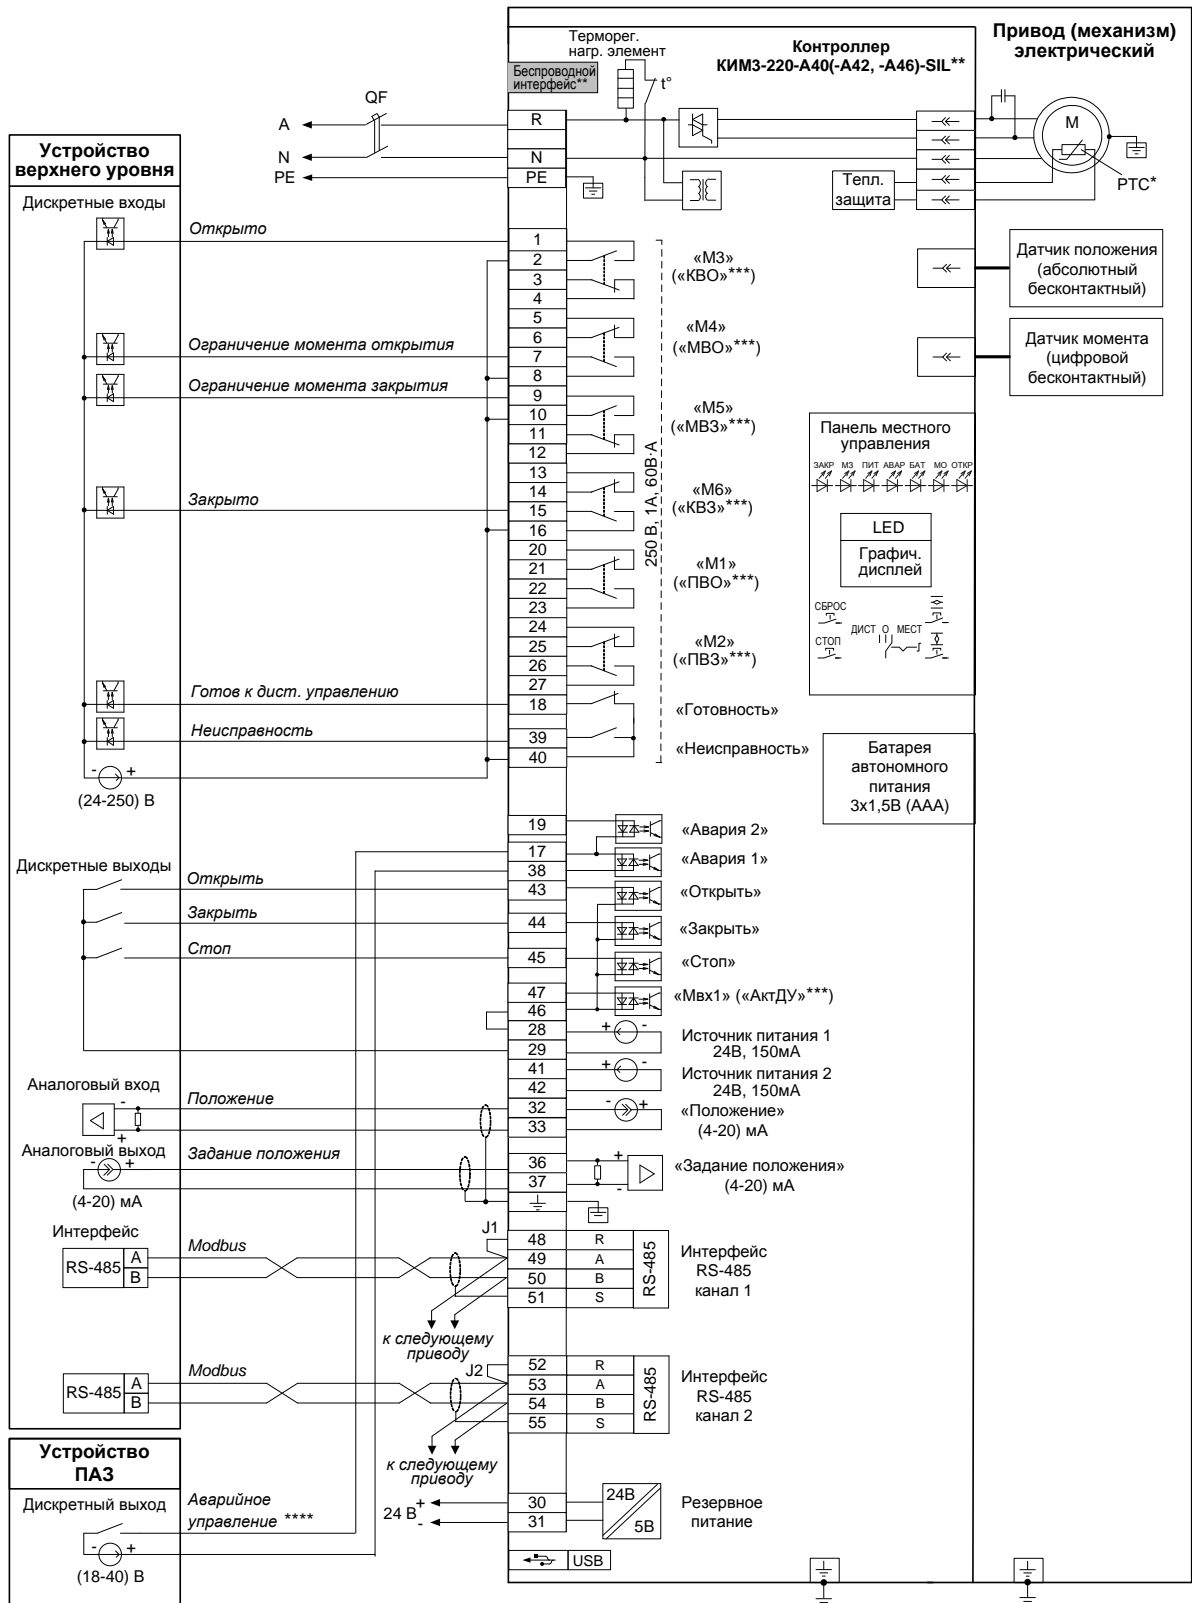 Привод (механизм)
электрический
Терморег.
нагр. элемент
Контроллер
КИМ3-220-А40(-А42, -А46)-SIL**
Беспроводной
интерфейс**
t°
QF
A
N
PE
R
N
PE
M
PTC*
Тепл.
защита
Устройство
верхнего уровня
Дискретные входы
Открыто
1
2
3
4
«М3»
(«КВО»***)
Датчик положения
(абсолютный
бесконтактный)
Ограничение момента открытия
5
6
7
8
«М4»
(«МВО»***)
Датчик момента
(цифровой
бесконтактный)
Ограничение момента закрытия
9
10
11
12
«М5»
(«МВЗ»***)
Панель местного
управления
ЗАКР МЗ ПИТ АВАР БАТ МО ОТКР
Закрыто
13
14
15
16
«М6»
(«КВЗ»***)
250 В, 1А, 60В·А
LED
Графич.
дисплей
20
21
22
23
«М1»
(«ПВО»***)
СБРОС
СТОП
ДИСТ О МЕСТ
24
25
26
27
«М2»
(«ПВЗ»***)
Готов к дист. управлению
18
«Готовность»
Неисправность
39
40
«Неисправность»
- +
(24-250) В
Батарея
автономного
питания
3х1,5В (ААА)
19
«Авария 2»
17
38
«Авария 1»
Дискретные выходы
Открыть
43
«Открыть»
Закрыть
44
«Закрыть»
Стоп
45
«Стоп»
47
46
«Мвх1» («АктДУ»***)
28
29
+ -
Источник питания 1
24В, 150мА
41
42
+ -
Источник питания 2
24В, 150мА
Аналоговый вход
-
+
Положение
32
33
- +
«Положение»
(4-20) мА
Аналоговый выход
- +
(4-20) мА
Задание положения
36
37
+
-
«Задание положения»
(4-20) мА
Интерфейс
RS-485
A
B
Modbus
J1
48 R
49 A
50 B
51 S
RS-485
Интерфейс
RS-485
канал 1
к следующему
приводу
RS-485
A
B
Modbus
J2
52 R
53 A
54 B
55 S
RS-485
Интерфейс
RS-485
канал 2
к следующему
приводу
Устройство
ПАЗ
Дискретный выход
Аварийное
управление ****
- +
(18-40) В
24 В
+
-
30
31
24В
5В
Резервное
питание
USB